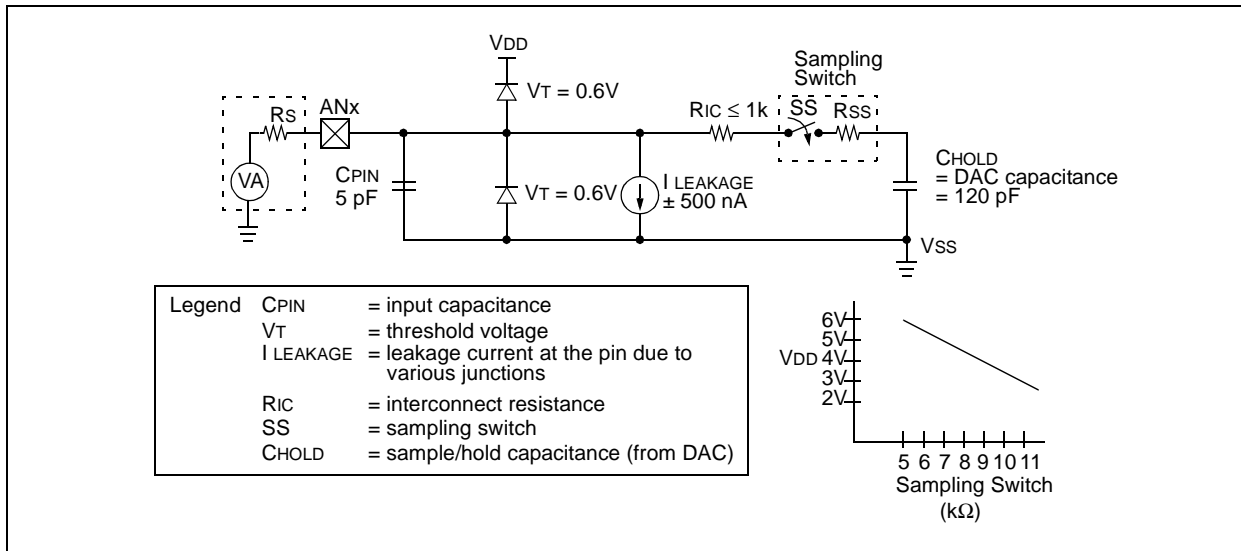 VDD
Sampling
Switch
VT = 0.6V
RS
ANx
RIC ≤ 1k
SS
RSS
VA
CPIN
5 pF
VT = 0.6V
I LEAKAGE
± 500 nA
CHOLD
= DAC capacitance
= 120 pF
VSS
Legend CPIN = input capacitance
VT = threshold voltage
I LEAKAGE = leakage current at the pin due to
various junctions
RIC = interconnect resistance
SS = sampling switch
CHOLD = sample/hold capacitance (from DAC)
6V
5V
VDD 4V
3V
2V
5 6 7 8 9 10 11
Sampling Switch
(kΩ)